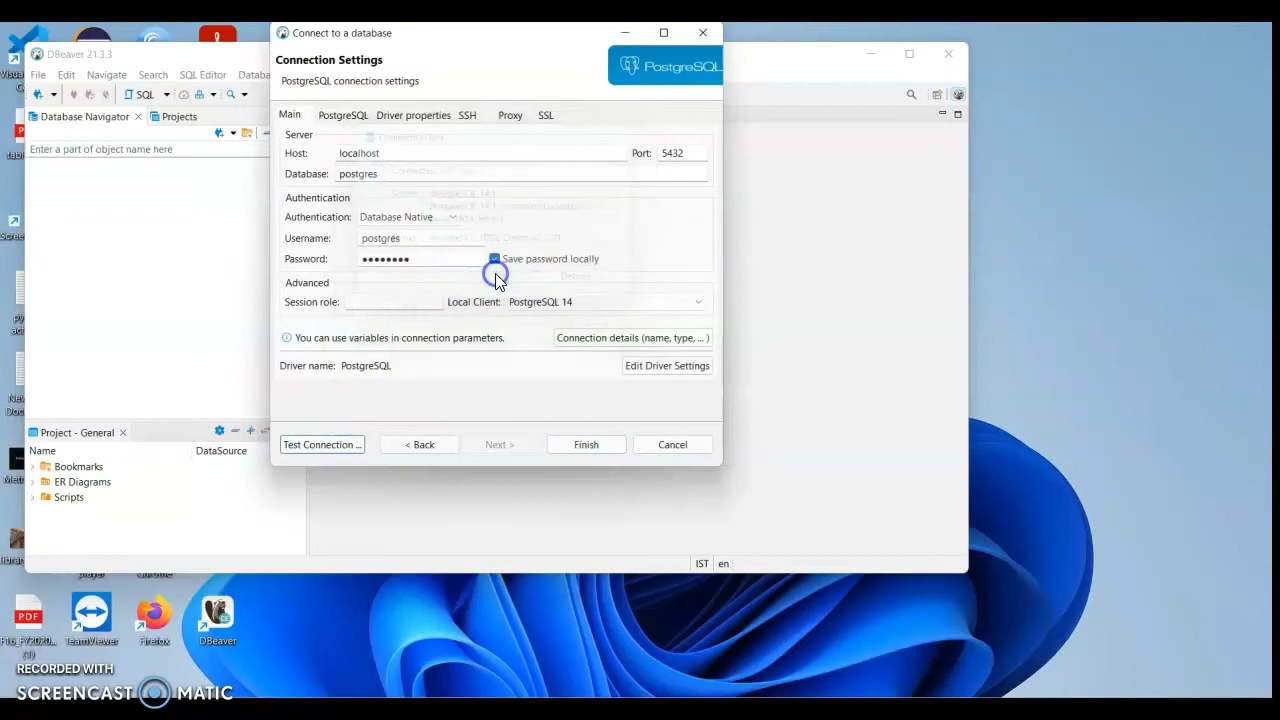 Connect to a database
DBeaver 21.3.3
Connection Settings
PostgreSQL
File Edit Navigate Search SQL Editor
PostgreSQL connection settings
SQL
Main PostgreSQL Driver properties SSH Proxy SSL
Database Navigator Projects
Server
Enter a part of object name here
Host: localhost Port: 5432
Database: postgres
Authentication
Authentication: Database Native
Username: postgres
Password: •••••••• Save password locally
Advanced
Session role: Local Client: PostgreSQL 14
You can use variables in connection parameters. Connection details (name, type, ... )
Driver name: PostgreSQL Edit Driver Settings
Project - General
Test Connection ... < Back Next > Finish Cancel
Name DataSource
Bookmarks
ER Diagrams
Scripts
IST en
PDF
F16_FY2020... TeamViewer Firefox DBeaver
(1)
RECORDED WITH
SCREENCAST MATIC